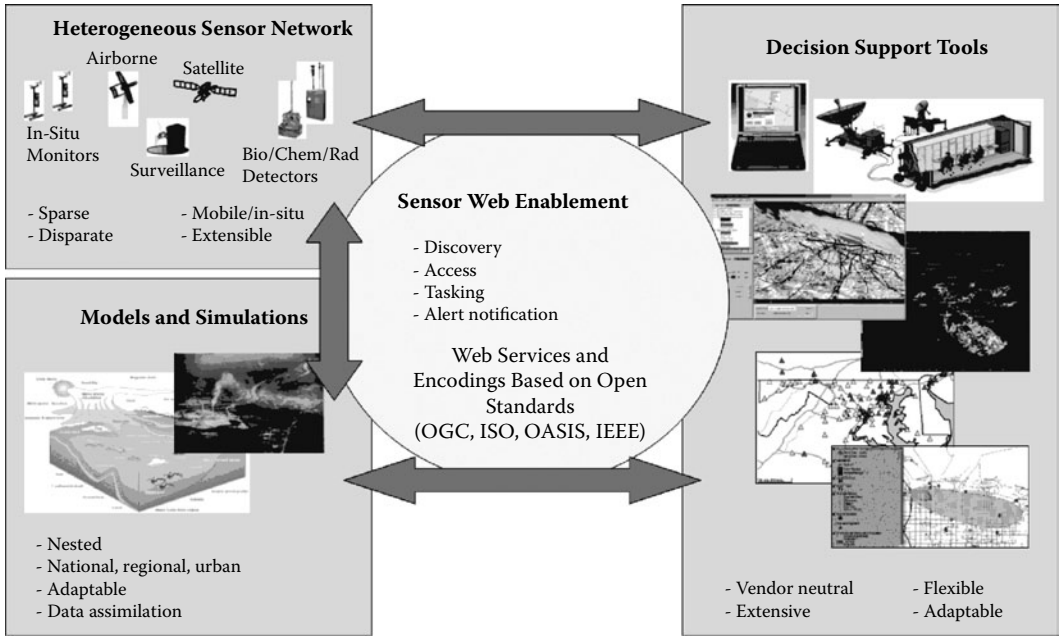 Heterogeneous Sensor Network
Airborne
Satellite
In-Situ
Monitors
Surveillance
Bio/Chem/Rad
Detectors
- Sparse
- Disparate
- Mobile/in-situ
- Extensible
Models and Simulations
- Nested
- National, regional, urban
- Adaptable
- Data assimilation
Sensor Web Enablement
- Discovery
- Access
- Tasking
- Alert notification
Web Services and
Encodings Based on Open
Standards
(OGC, ISO, OASIS, IEEE)
Decision Support Tools
- Vendor neutral
- Extensive
- Flexible
- Adaptable